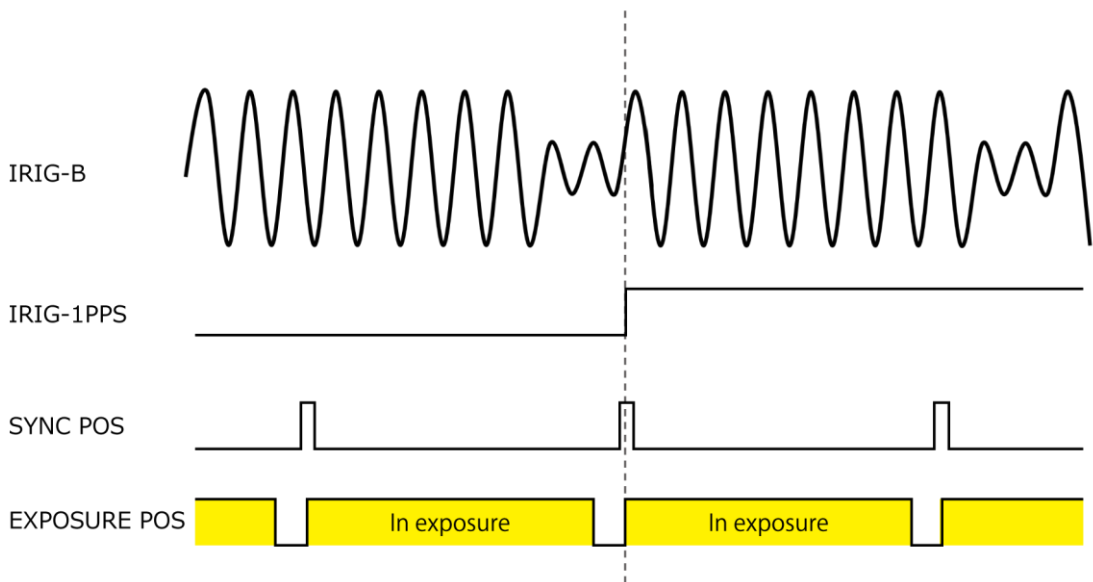 IRIG-B
IRIG-1PPS
SYNC POS
EXPOSURE POS
In exposure
In exposure